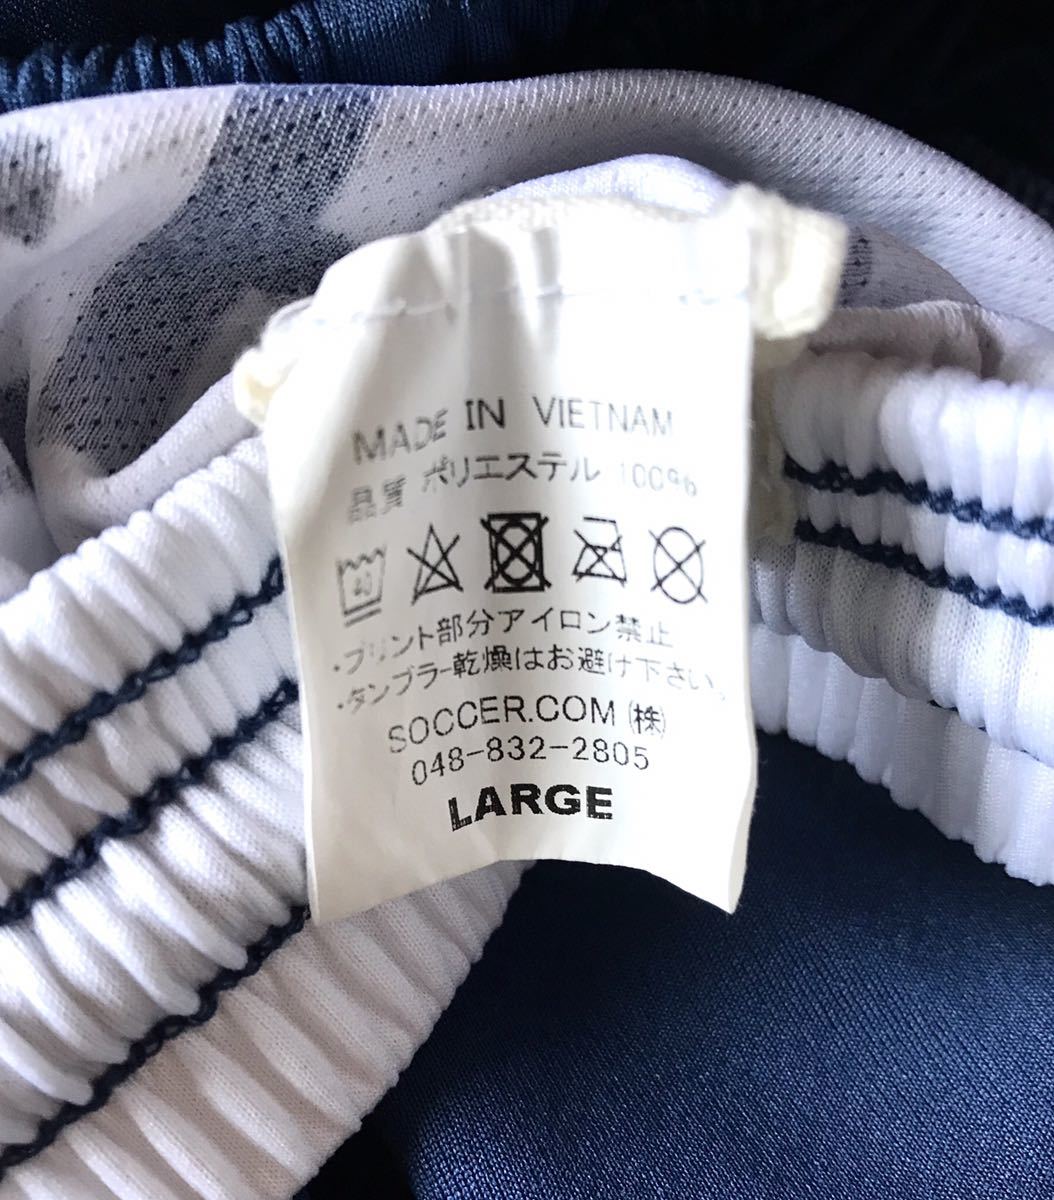 MADE IN VIETNAM
品質 ポリエステル 100%
40
・プリント部分アイロン禁止
・タンブラー乾燥はお避け下さい。
SOCCER.COM(株)
048-832-2805
LARGE